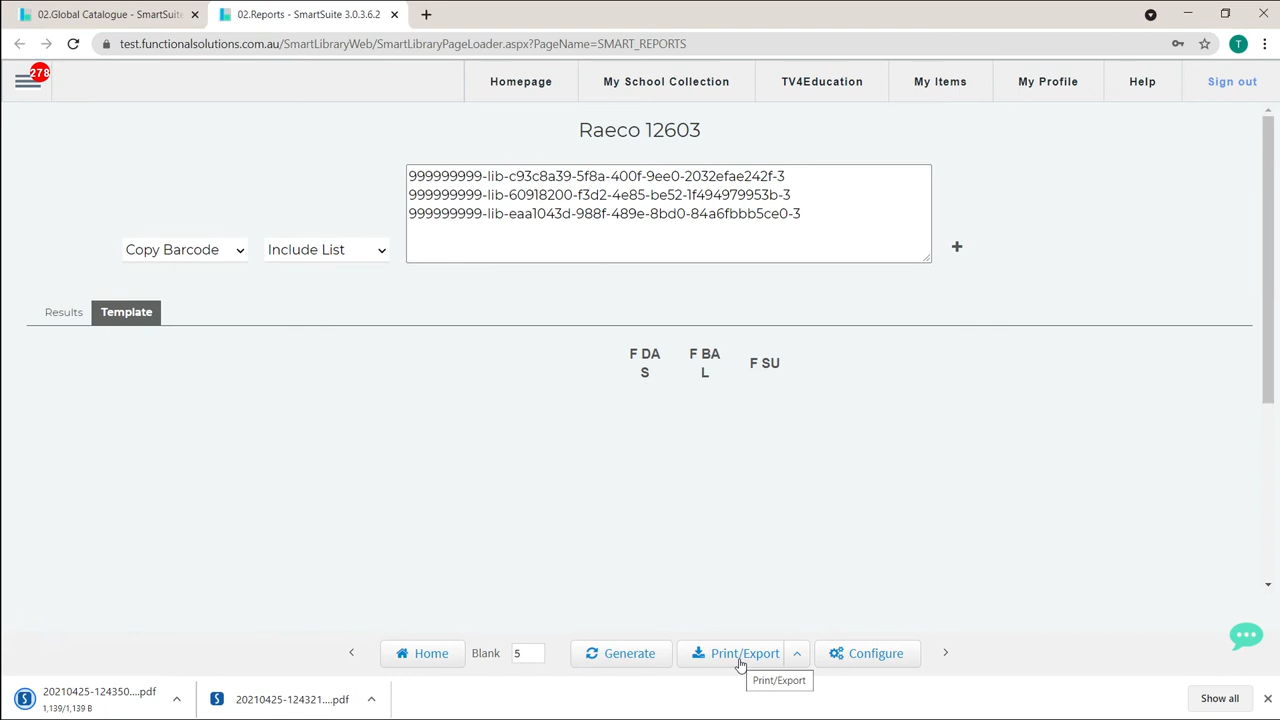 02.Global Catalogue - SmartSuite
02.Reports - SmartSuite 3.0.3.6.2
test.functionalsolutions.com.au/SmartLibraryWeb/SmartLibraryPageLoader.aspx?PageName=SMART_REPORTS
T
278
Homepage
My School Collection
TV4Education
My Items
My Profile
Help
Sign out
Raeco 12603
999999999-lib-c93c8a39-5f8a-400f-9ee0-2032efae242f-3
999999999-lib-60918200-f3d2-4e85-be52-1f494979953b-3
999999999-lib-eaa1043d-988f-489e-8bd0-84a6fbbb5ce0-3
Copy Barcode
Include List
Results
Template
F DA
S
F BA
L
F SU
Home
Blank
5
Generate
Print/Export
Configure
Print/Export
20210425-124350....pdf
1,139/1,139 B
20210425-124321....pdf
Show all